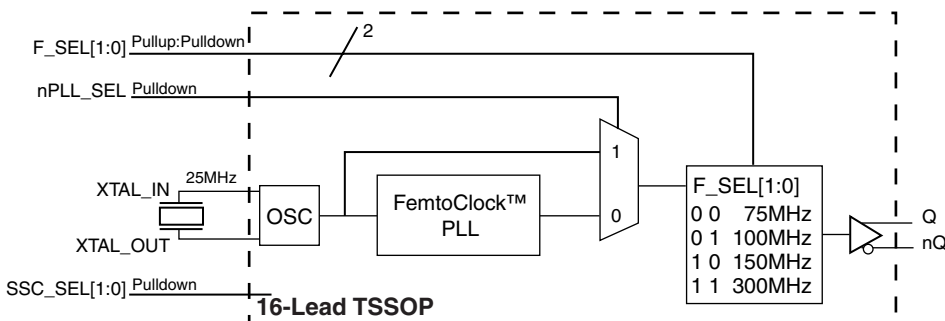 2
F_SEL[1:0] Pullup:Pulldown
nPLL_SEL Pulldown
1
25MHz
XTAL_IN
OSC
FemtoClock™
PLL
0
XTAL_OUT
F_SEL[1:0]
0 0 75MHz
0 1 100MHz
1 0 150MHz
1 1 300MHz
Q
nQ
SSC_SEL[1:0] Pulldown
16-Lead TSSOP